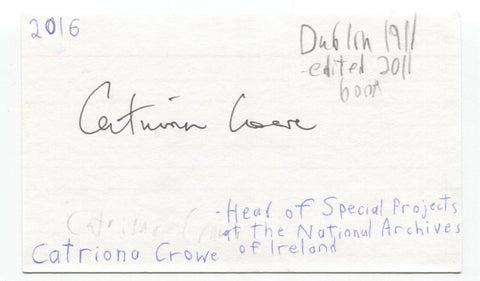 2016
Dublin 1911
-edited 2011
book
Catriona Crowe
-Head of Special Projects
at the National Archives
of Ireland
Catriona Crowe